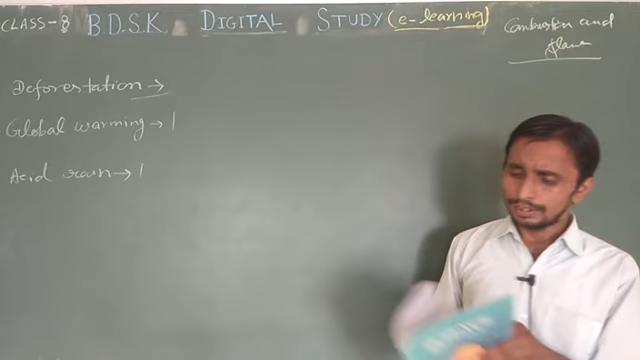 CLASS-8 B.D.S.K. DIGITAL STUDY (e-learning)
Combustion and
flame
Deforestation →
Global warming → |
Acid rain → |